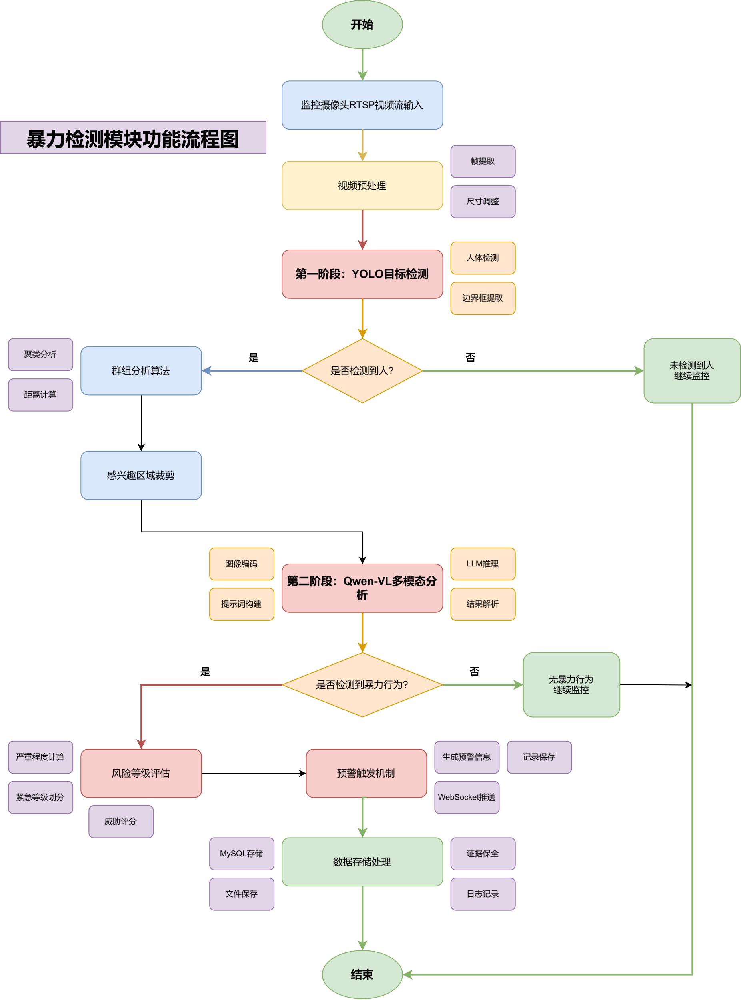 开始
监控摄像头RTSP视频流输入
暴力检测模块功能流程图
帧提取
视频预处理
尺寸调整
人体检测
第一阶段：YOLO目标检测
边界框提取
聚类分析
是
否
群组分析算法
是否检测到人?
未检测到人
继续监控
距离计算
感兴趣区域裁剪
图像编码
LLM推理
第二阶段：Qwen-VL多模态分
析
提示词构建
结果解析
是
否
是否检测到暴力行为?
无暴力行为
继续监控
严重程度计算
生成预警信息
记录保存
风险等级评估
预警触发机制
紧急等级划分
WebSocket推送
威胁评分
MySQL存储
证据保全
数据存储处理
文件保存
日志记录
结束